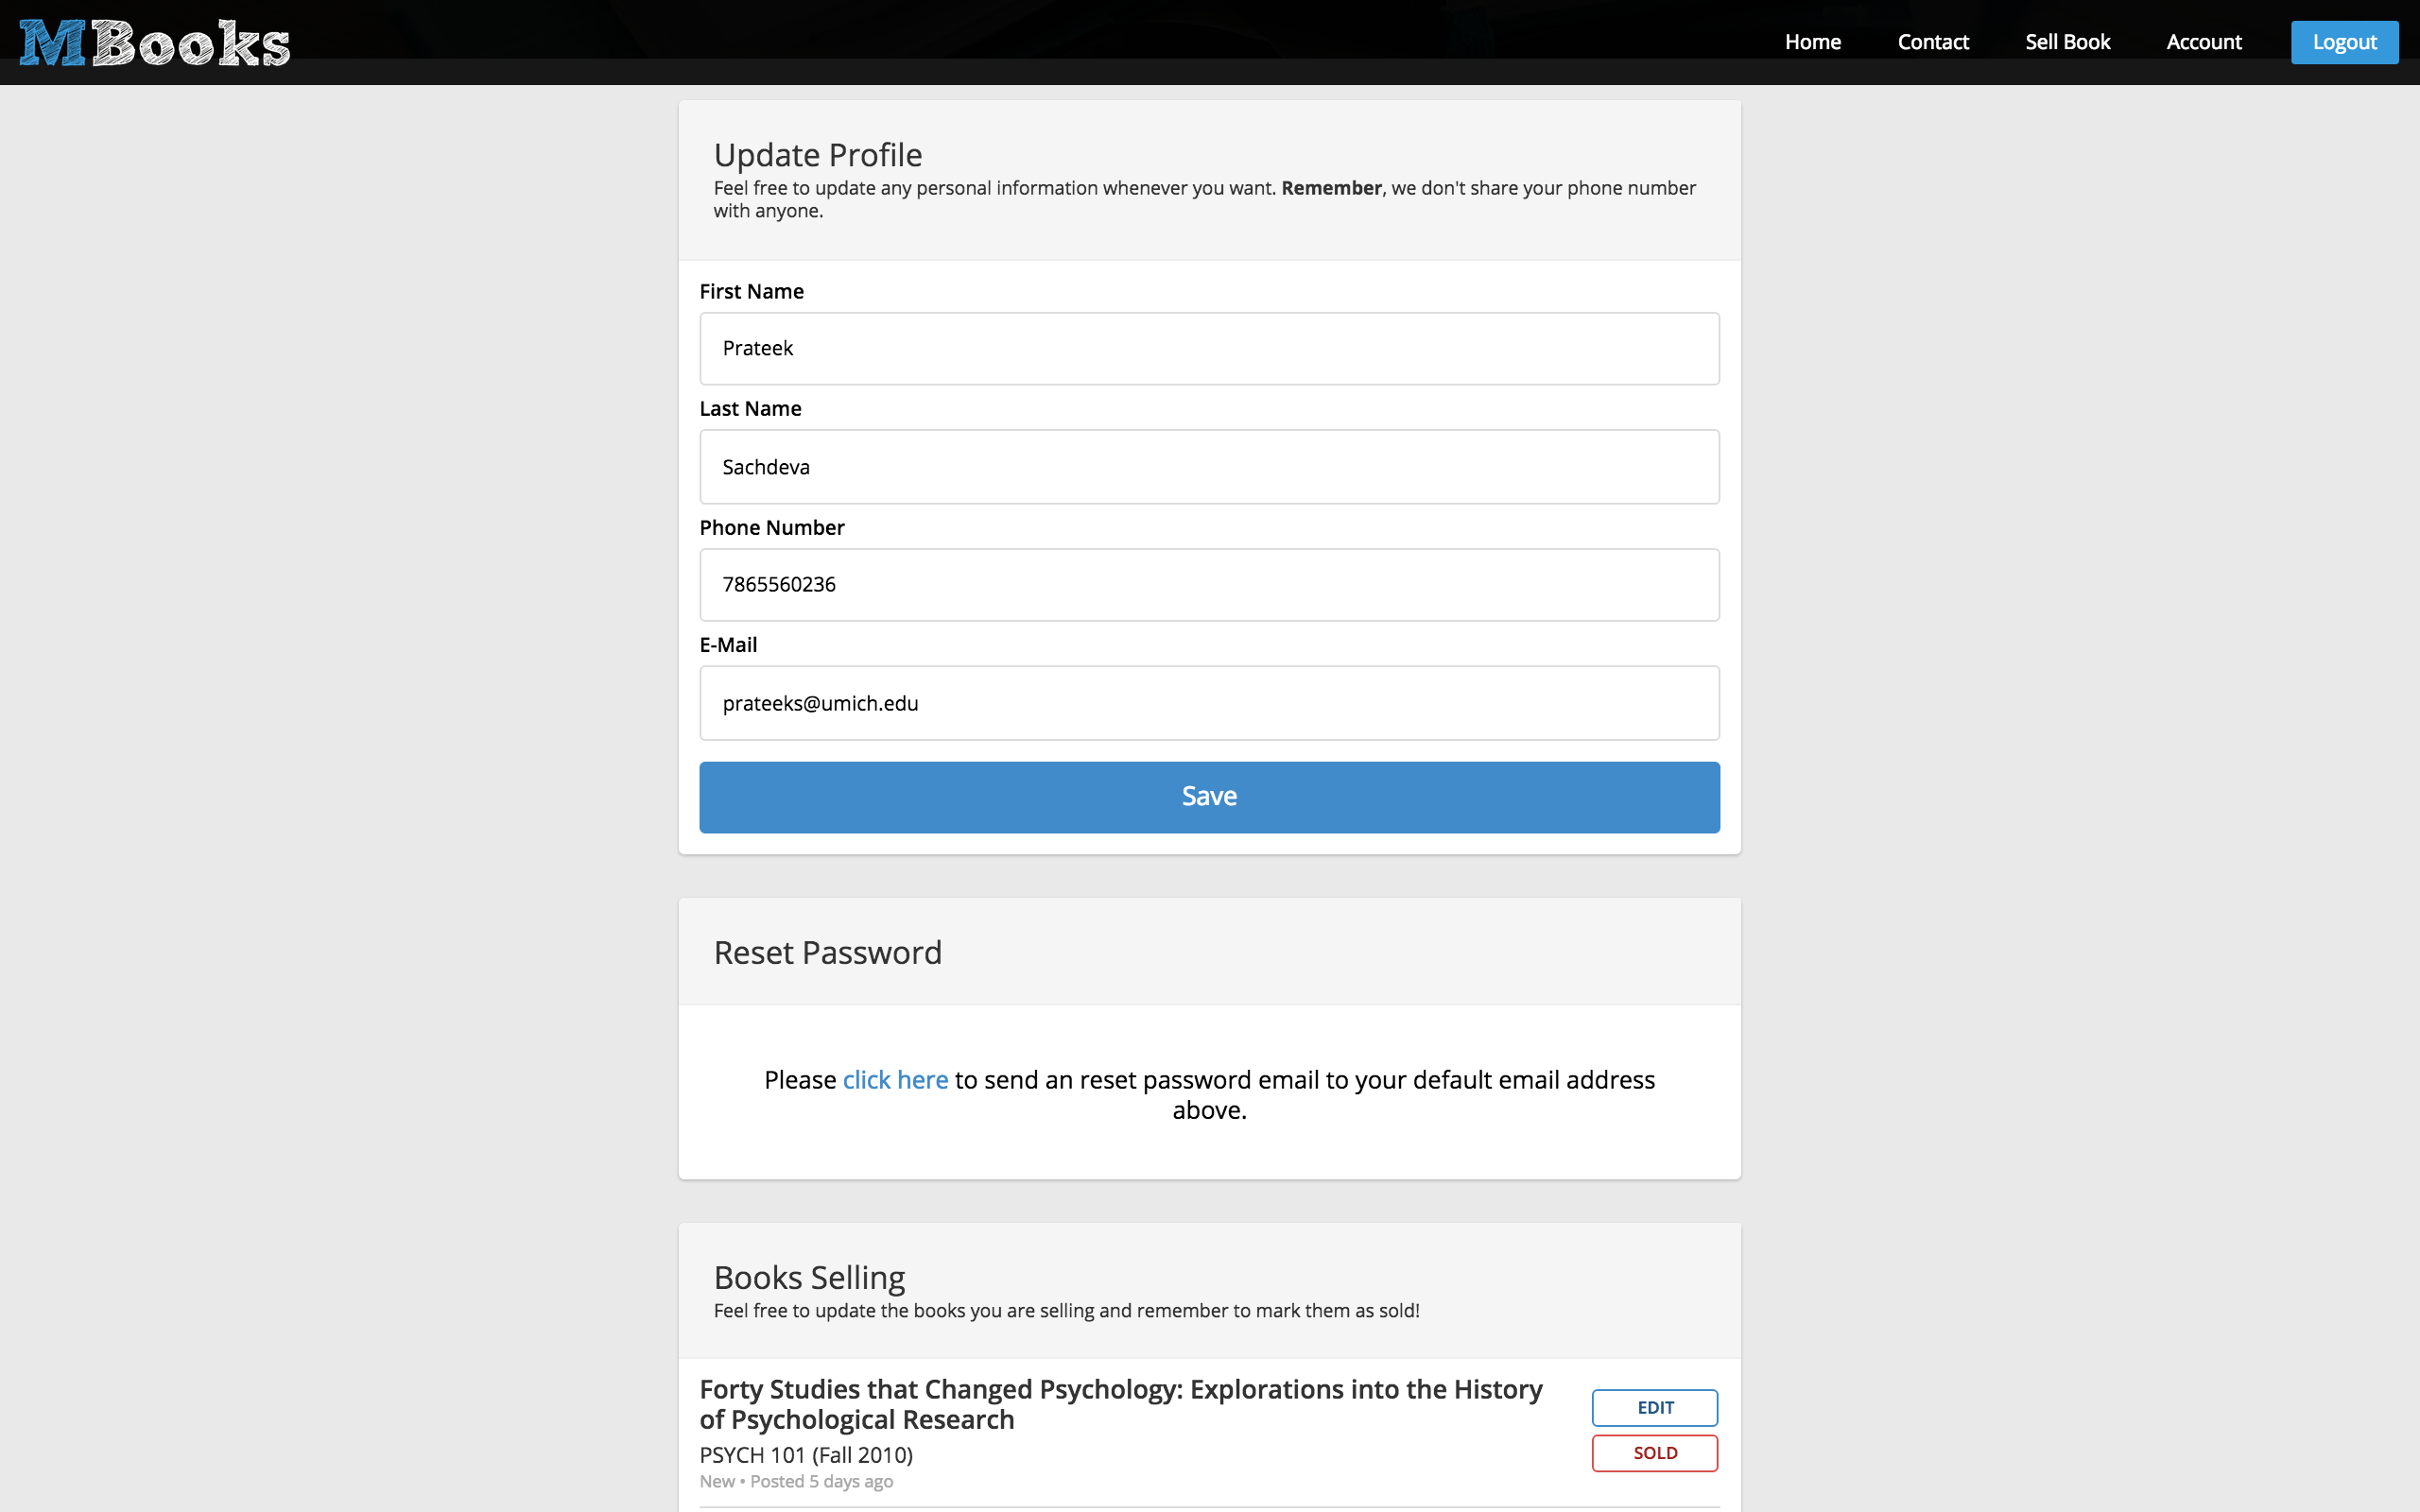 MBooks
Home Contact Sell Book Account Logout
Update Profile
Feel free to update any personal information whenever you want. Remember, we don't share your phone number
with anyone.
First Name
Prateek
Last Name
Sachdeva
Phone Number
7865560236
E-Mail
prateeks@umich.edu
Save
Reset Password
Please click here to send an reset password email to your default email address
above.
Books Selling
Feel free to update the books you are selling and remember to mark them as sold!
Forty Studies that Changed Psychology: Explorations into the History
of Psychological Research
EDIT
PSYCH 101 (Fall 2010)
SOLD
New • Posted 5 days ago